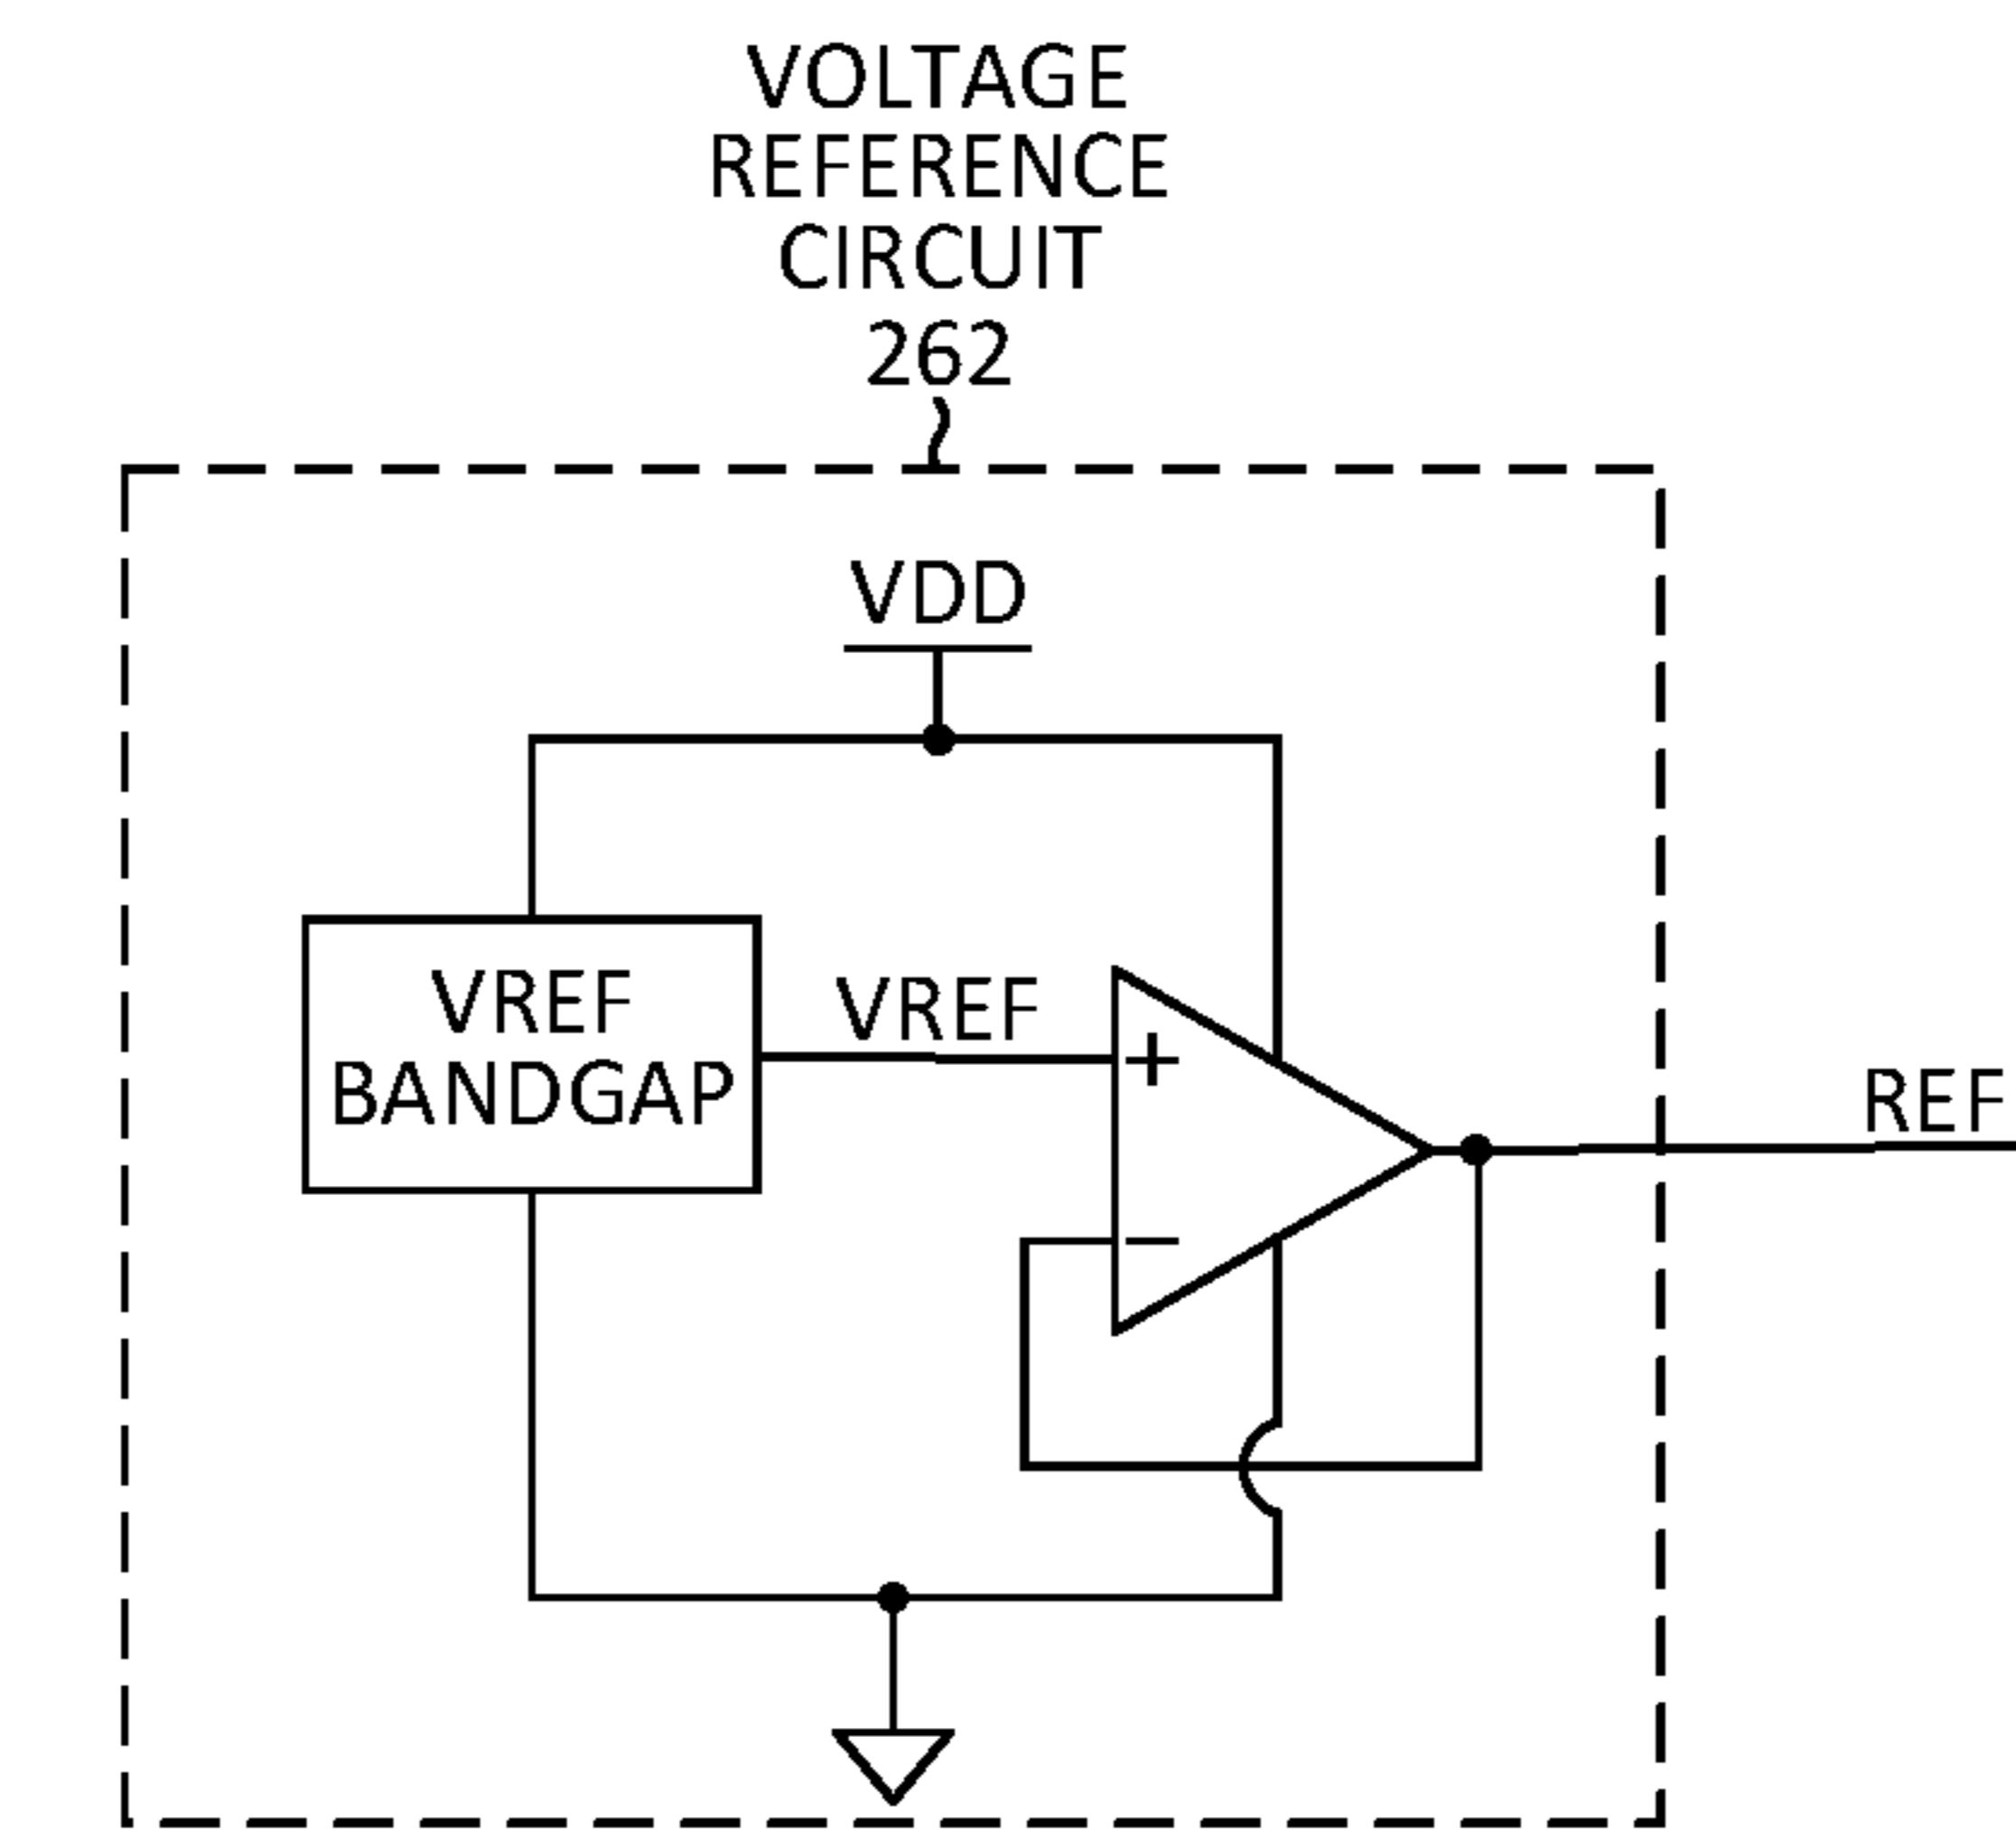 VOLTAGE
REFERENCE
CIRCUIT
262
VDD
VREF
BANDGAP
VREF
+
−
REF